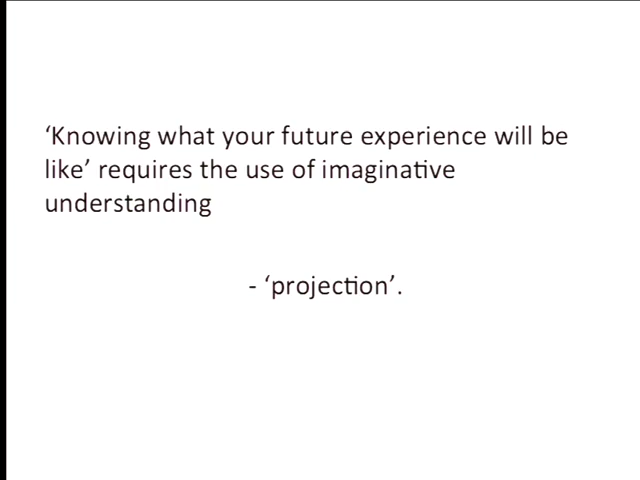 ‘Knowing what your future experience will be
like’ requires the use of imaginative
understanding
- ‘projection’.